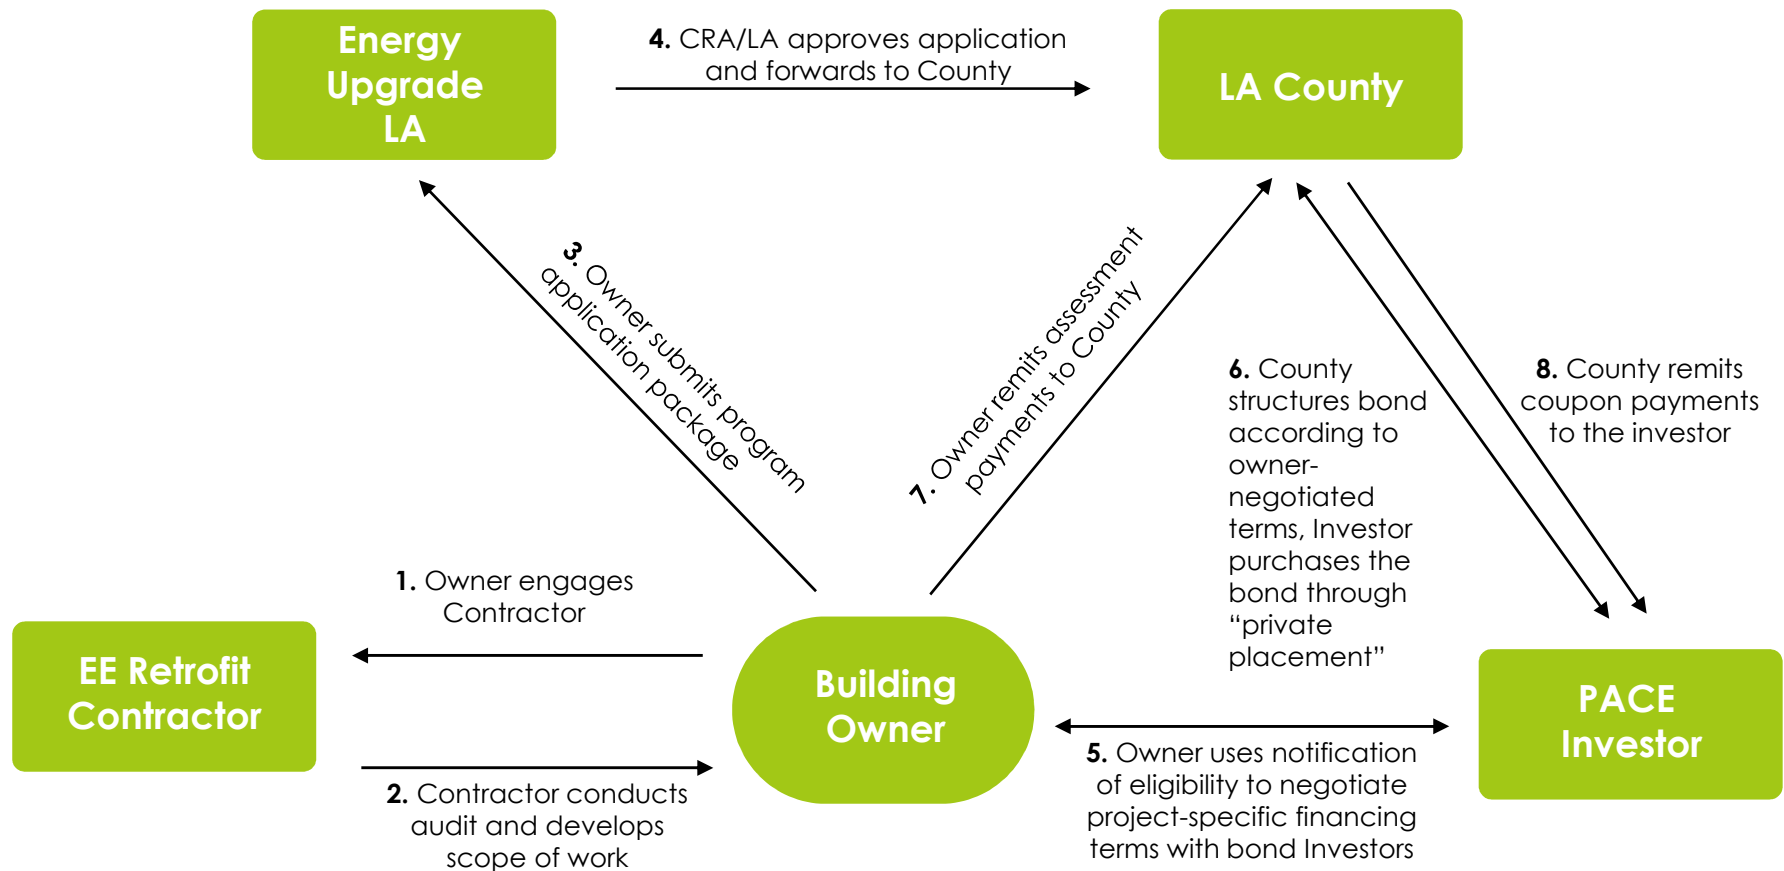 Energy
Upgrade
LA
4. CRA/LA approves application
and forwards to County
LA County
3. Owner submits program
application package
7. Owner remits assessment
payments to County
6. County
structures bond
according to
owner-
negotiated
terms, Investor
purchases the
bond through
“private
placement”
8. County remits
coupon payments
to the investor
1. Owner engages
Contractor
EE Retrofit
Contractor
Building
Owner
PACE
Investor
2. Contractor conducts
audit and develops
scope of work
5. Owner uses notification
of eligibility to negotiate
project-specific financing
terms with bond Investors